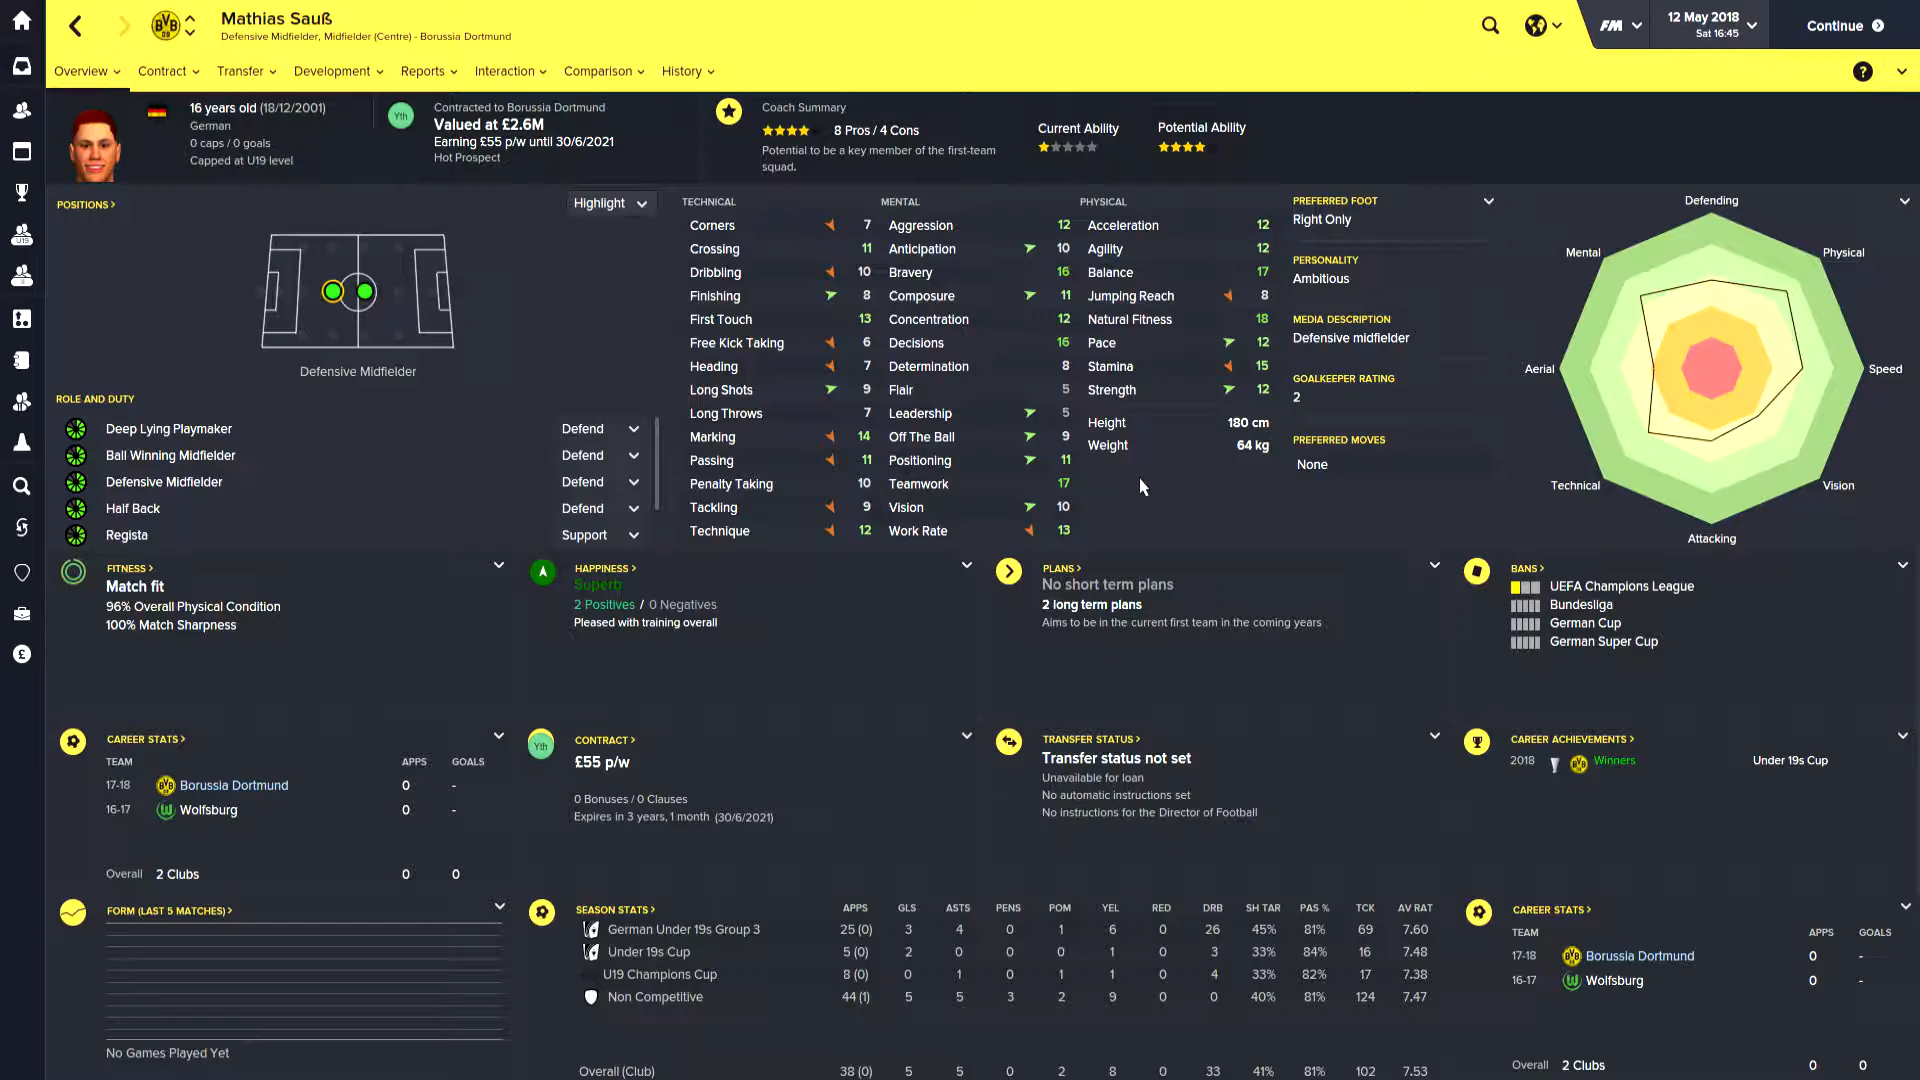 Mathias Sauß
Defensive Midfielder, Midfielder (Centre) - Borussia Dortmund
FM
12 May 2018
Sat 16:45
Continue
Overview Contract Transfer Development Reports Interaction Comparison History
16 years old (18/12/2001)
German
0 caps / 0 goals
Capped at U19 level
Yth
Contracted to Borussia Dortmund
Valued at £2.6M
Earning £55 p/w until 30/6/2021
Hot Prospect
Coach Summary
8 Pros / 4 Cons
Potential to be a key member of the first-team
squad.
Current Ability
Potential Ability
POSITIONS >
Highlight
Defensive Midfielder
ROLE AND DUTY
Deep Lying Playmaker Defend
Ball Winning Midfielder Defend
Defensive Midfielder Defend
Half Back Defend
Regista Support
TECHNICAL MENTAL PHYSICAL
Corners 7 Aggression 12 Acceleration 12
Crossing 11 Anticipation 10 Agility 12
Dribbling 10 Bravery 16 Balance 17
Finishing 8 Composure 11 Jumping Reach 8
First Touch 13 Concentration 12 Natural Fitness 18
Free Kick Taking 6 Decisions 16 Pace 12
Heading 7 Determination 8 Stamina 15
Long Shots 9 Flair 5 Strength 12
Long Throws 7 Leadership 5 Height 180 cm
Marking 14 Off The Ball 9 Weight 64 kg
Passing 11 Positioning 11
Penalty Taking 10 Teamwork 17
Tackling 9 Vision 10
Technique 12 Work Rate 13
PREFERRED FOOT
Right Only
PERSONALITY
Ambitious
MEDIA DESCRIPTION
Defensive midfielder
GOALKEEPER RATING
2
PREFERRED MOVES
None
Defending
Mental Physical
Aerial Speed
Technical Vision
Attacking
FITNESS >
Match fit
96% Overall Physical Condition
100% Match Sharpness
HAPPINESS >
Superb
2 Positives / 0 Negatives
Pleased with training overall
PLANS >
No short term plans
2 long term plans
Aims to be in the current first team in the coming years
BANS >
UEFA Champions League
Bundesliga
German Cup
German Super Cup
CAREER STATS >
TEAM APPS GOALS
17-18 Borussia Dortmund 0 -
16-17 Wolfsburg 0 -
Overall 2 Clubs 0 0
Yth
CONTRACT >
£55 p/w
0 Bonuses / 0 Clauses
Expires in 3 years, 1 month (30/6/2021)
TRANSFER STATUS >
Transfer status not set
Unavailable for loan
No automatic instructions set
No instructions for the Director of Football
CAREER ACHIEVEMENTS >
2018 Winners Under 19s Cup
FORM (LAST 5 MATCHES) >
No Games Played Yet
SEASON STATS > APPS GLS ASTS PENS POM YEL RED DRB SH TAR PAS % TCK AV RAT
German Under 19s Group 3 25 (0) 3 4 0 1 6 0 26 45% 81% 69 7.60
Under 19s Cup 5 (0) 2 0 0 0 1 0 3 33% 84% 16 7.48
U19 Champions Cup 8 (0) 0 1 0 1 1 0 4 33% 82% 17 7.38
Non Competitive 44 (1) 5 5 3 2 9 0 0 40% 81% 124 7.47
Overall (Club) 38 (0) 5 5 0 2 8 0 33 41% 81% 102 7.53
CAREER STATS >
TEAM APPS GOALS
17-18 Borussia Dortmund 0 -
16-17 Wolfsburg 0 -
Overall 2 Clubs 0 0